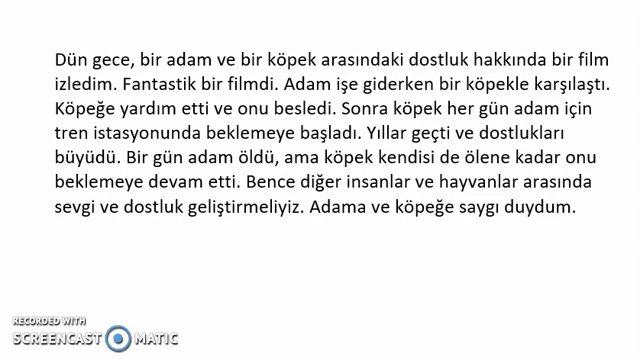 Dün gece, bir adam ve bir köpek arasındaki dostluk hakkında bir film
izledim. Fantastik bir filmdi. Adam işe giderken bir köpekle karşılaştı.
Köpeğe yardım etti ve onu besledi. Sonra köpek her gün adam için
tren istasyonunda beklemeye başladı. Yıllar geçti ve dostlukları
büyüdü. Bir gün adam öldü, ama köpek kendisi de ölene kadar onu
beklemeye devam etti. Bence diğer insanlar ve hayvanlar arasında
sevgi ve dostluk geliştirmeliyiz. Adama ve köpeğe saygı duydum.
RECORDED WITH
SCREENCAST MATIC